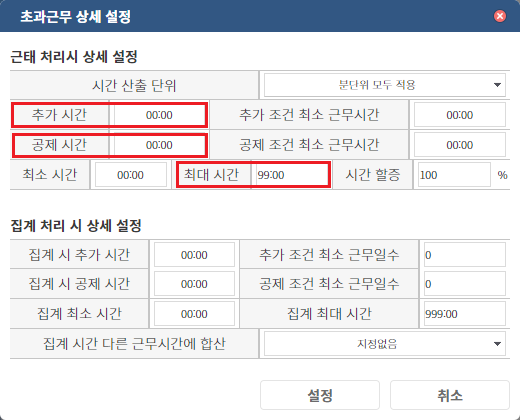 초과근무 상세 설정
근태 처리시 상세 설정
시간 산출 단위 분단위 모두 적용
추가 시간 00:00 추가 조건 최소 근무시간 00:00
공제 시간 00:00 공제 조건 최소 근무시간 00:00
최소 시간 00:00 최대 시간 99:00 시간 할증 100 %
집계 처리 시 상세 설정
집계 시 추가 시간 00:00 추가 조건 최소 근무일수 0
집계 시 공제 시간 00:00 공제 조건 최소 근무일수 0
집계 최소 시간 00:00 집계 최대 시간 999:00
집계 시간 다른 근무시간에 합산 지정없음
설정 취소